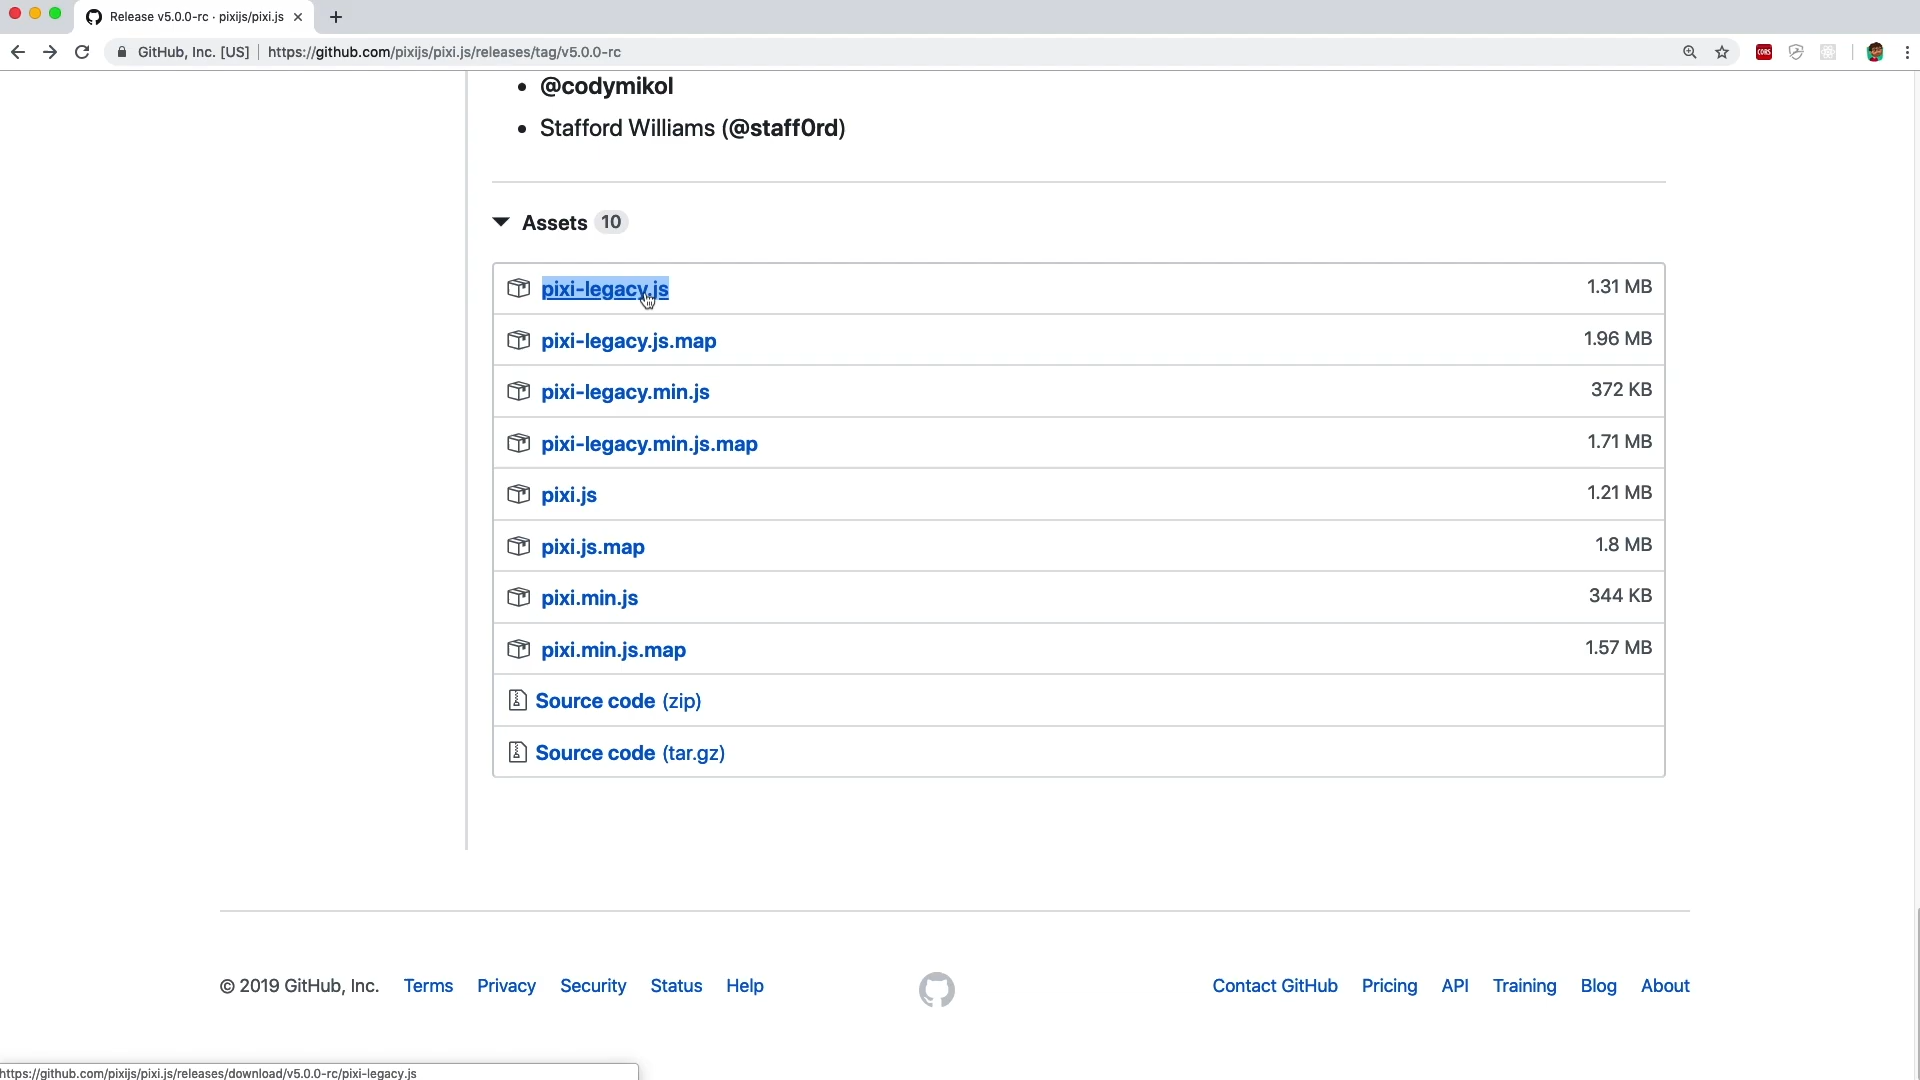 Release v5.0.0-rc · pixijs/pixi.js
GitHub, Inc. [US] https://github.com/pixijs/pixi.js/releases/tag/v5.0.0-rc
CORS
@codymikol
Stafford Williams (@staff0rd)
Assets 10
pixi-legacy.js 1.31 MB
pixi-legacy.js.map 1.96 MB
pixi-legacy.min.js 372 KB
pixi-legacy.min.js.map 1.71 MB
pixi.js 1.21 MB
pixi.js.map 1.8 MB
pixi.min.js 344 KB
pixi.min.js.map 1.57 MB
Source code (zip)
Source code (tar.gz)
© 2019 GitHub, Inc. Terms Privacy Security Status Help Contact GitHub Pricing API Training Blog About
https://github.com/pixijs/pixi.js/releases/download/v5.0.0-rc/pixi-legacy.js